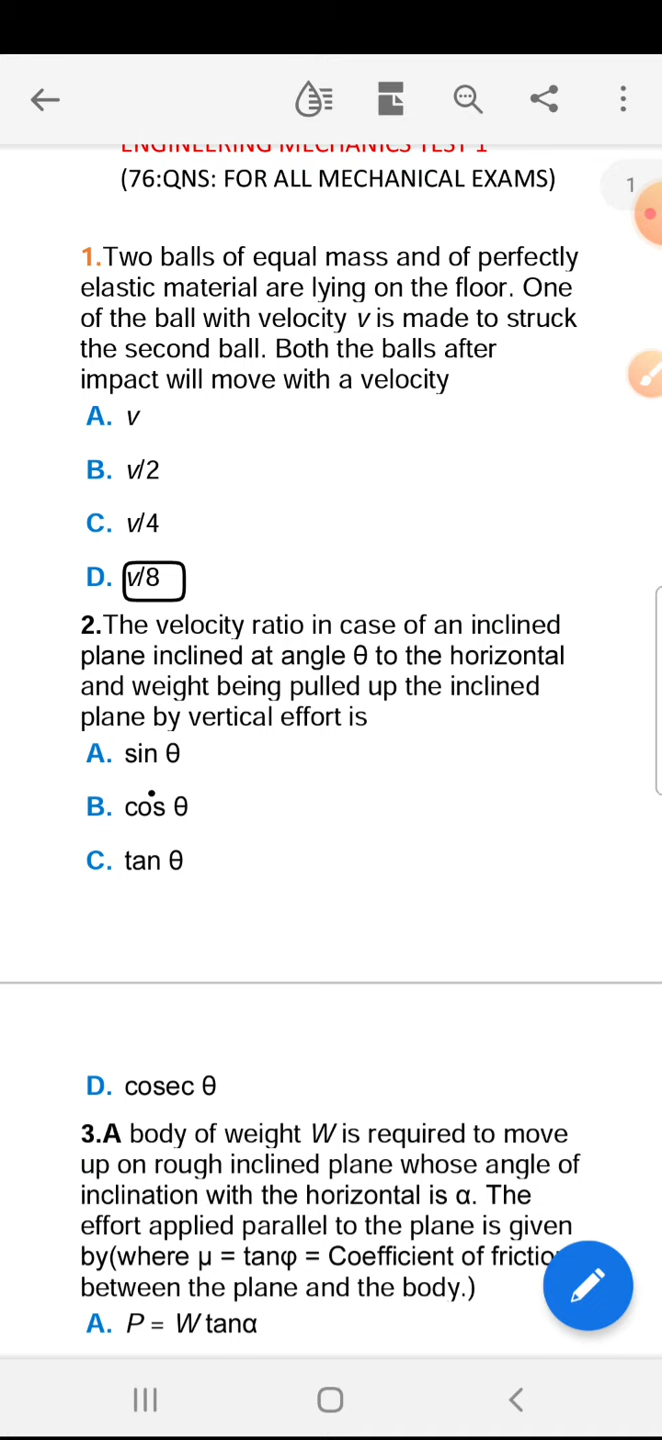 ENGINEERING MECHANICS TEST 1
(76:QNS: FOR ALL MECHANICAL EXAMS)
1
1.Two balls of equal mass and of perfectly
elastic material are lying on the floor. One
of the ball with velocity v is made to struck
the second ball. Both the balls after
impact will move with a velocity
A. v
B. v/2
C. v/4
D. v/8
2.The velocity ratio in case of an inclined
plane inclined at angle θ to the horizontal
and weight being pulled up the inclined
plane by vertical effort is
A. sin θ
B. cos θ
C. tan θ
D. cosec θ
3.A body of weight W is required to move
up on rough inclined plane whose angle of
inclination with the horizontal is α. The
effort applied parallel to the plane is given
by(where μ = tanφ = Coefficient of frictio
between the plane and the body.)
A. P = W tanα